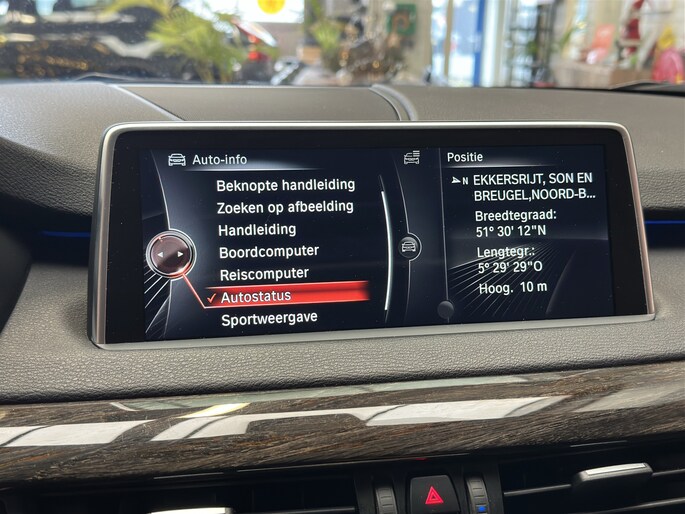 Auto-info
Beknopte handleiding
Zoeken op afbeelding
Handleiding
Boordcomputer
Reiscomputer
✓ Autostatus
Sportweergave
Positie
N EKKERSRIJT, SON EN
BREUGEL,NOORD-B...
Breedtegraad:
51° 30' 12"N
Lengtegr.:
5° 29' 29"O
Hoog. 10 m